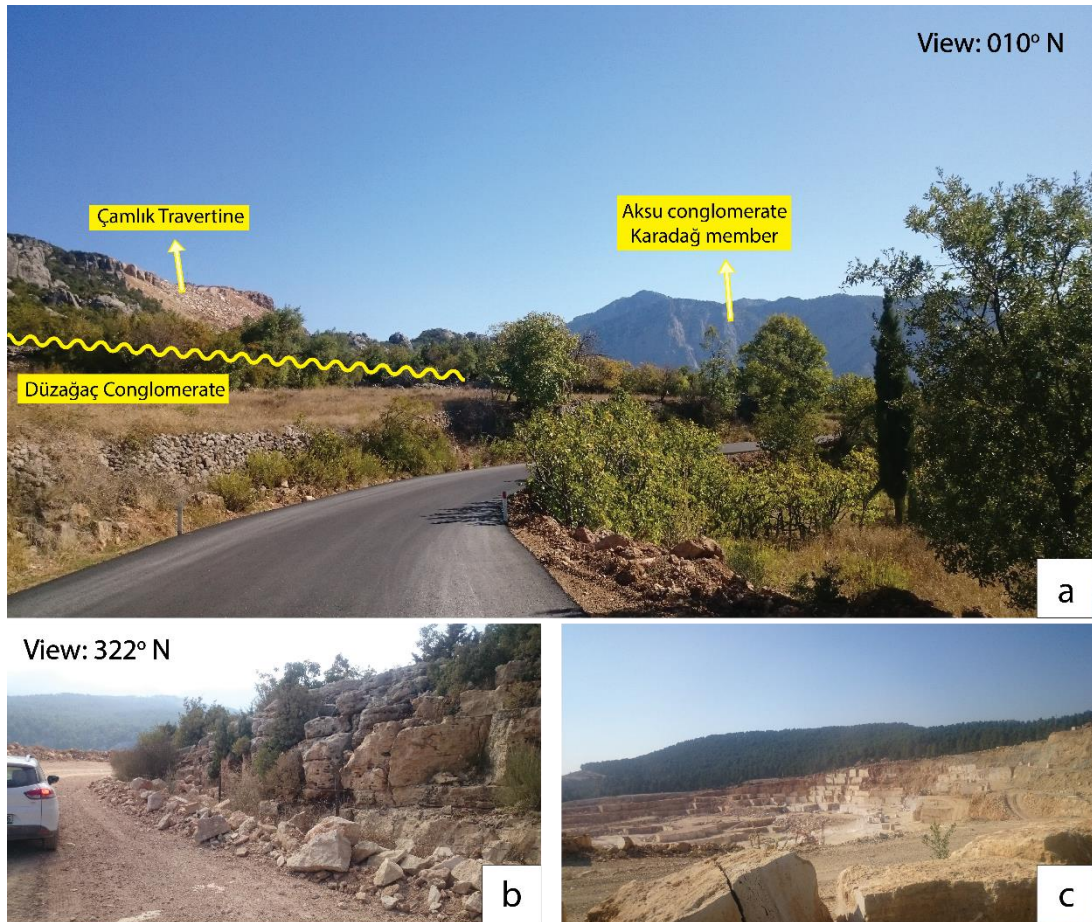 View: 010° N
Çamlık Travertine
Aksu conglomerate
Karadağ member
Düzağaç Conglomerate
a
View: 322° N
b
c